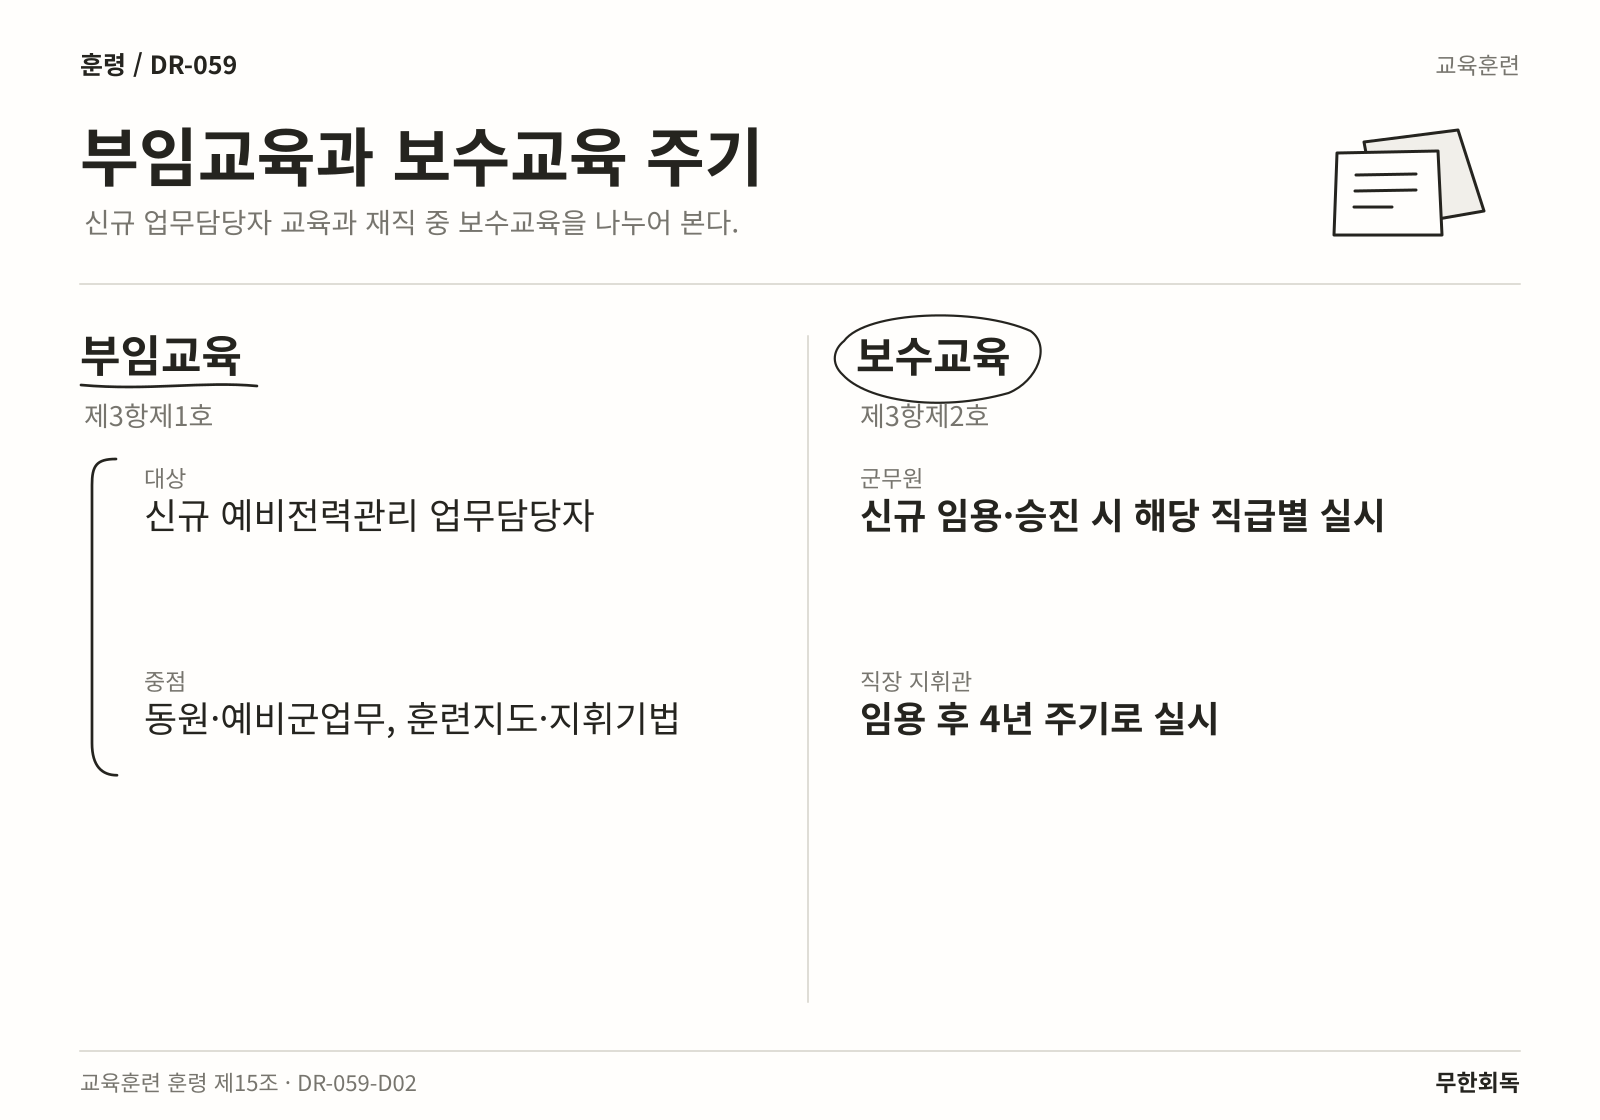 훈령 / DR-059
교육훈련
부임교육과 보수교육 주기
신규 업무담당자 교육과 재직 중 보수교육을 나누어 본다.
부임교육
제3항제1호
대상
신규 예비전력관리 업무담당자
중점
동원·예비군업무, 훈련지도·지휘기법
보수교육
제3항제2호
군무원
신규 임용·승진 시 해당 직급별 실시
직장 지휘관
임용 후 4년 주기로 실시
교육훈련 훈령 제15조 · DR-059-D02
무한회독